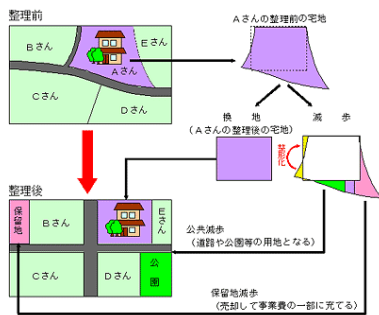 整理前
Bさん
Eさん
Aさん
Cさん
Dさん
Aさんの整理前の宅地
換地
減歩
(Aさんの整理後の宅地)
整形に
整理後
保留地
Bさん
Eさん
Cさん
Dさん
公園
公共減歩
(道路や公園等の用地となる)
保留地減歩
(売却して事業費の一部に充てる)